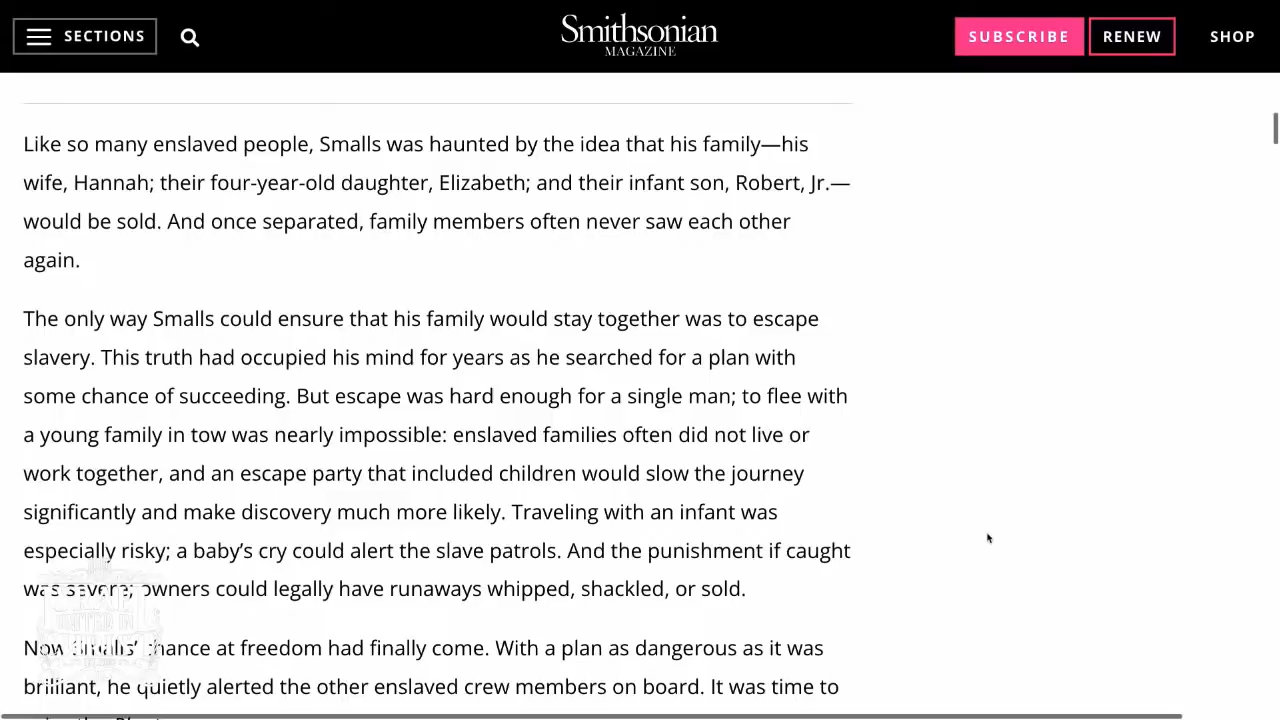 SECTIONS
Smithsonian
MAGAZINE
SUBSCRIBE
RENEW
SHOP
Like so many enslaved people, Smalls was haunted by the idea that his family—his
wife, Hannah; their four-year-old daughter, Elizabeth; and their infant son, Robert, Jr.—
would be sold. And once separated, family members often never saw each other
again.
The only way Smalls could ensure that his family would stay together was to escape
slavery. This truth had occupied his mind for years as he searched for a plan with
some chance of succeeding. But escape was hard enough for a single man; to flee with
a young family in tow was nearly impossible: enslaved families often did not live or
work together, and an escape party that included children would slow the journey
significantly and make discovery much more likely. Traveling with an infant was
especially risky; a baby’s cry could alert the slave patrols. And the punishment if caught
was severe; owners could legally have runaways whipped, shackled, or sold.
Now Smalls’ chance at freedom had finally come. With a plan as dangerous as it was
brilliant, he quietly alerted the other enslaved crew members on board. It was time to